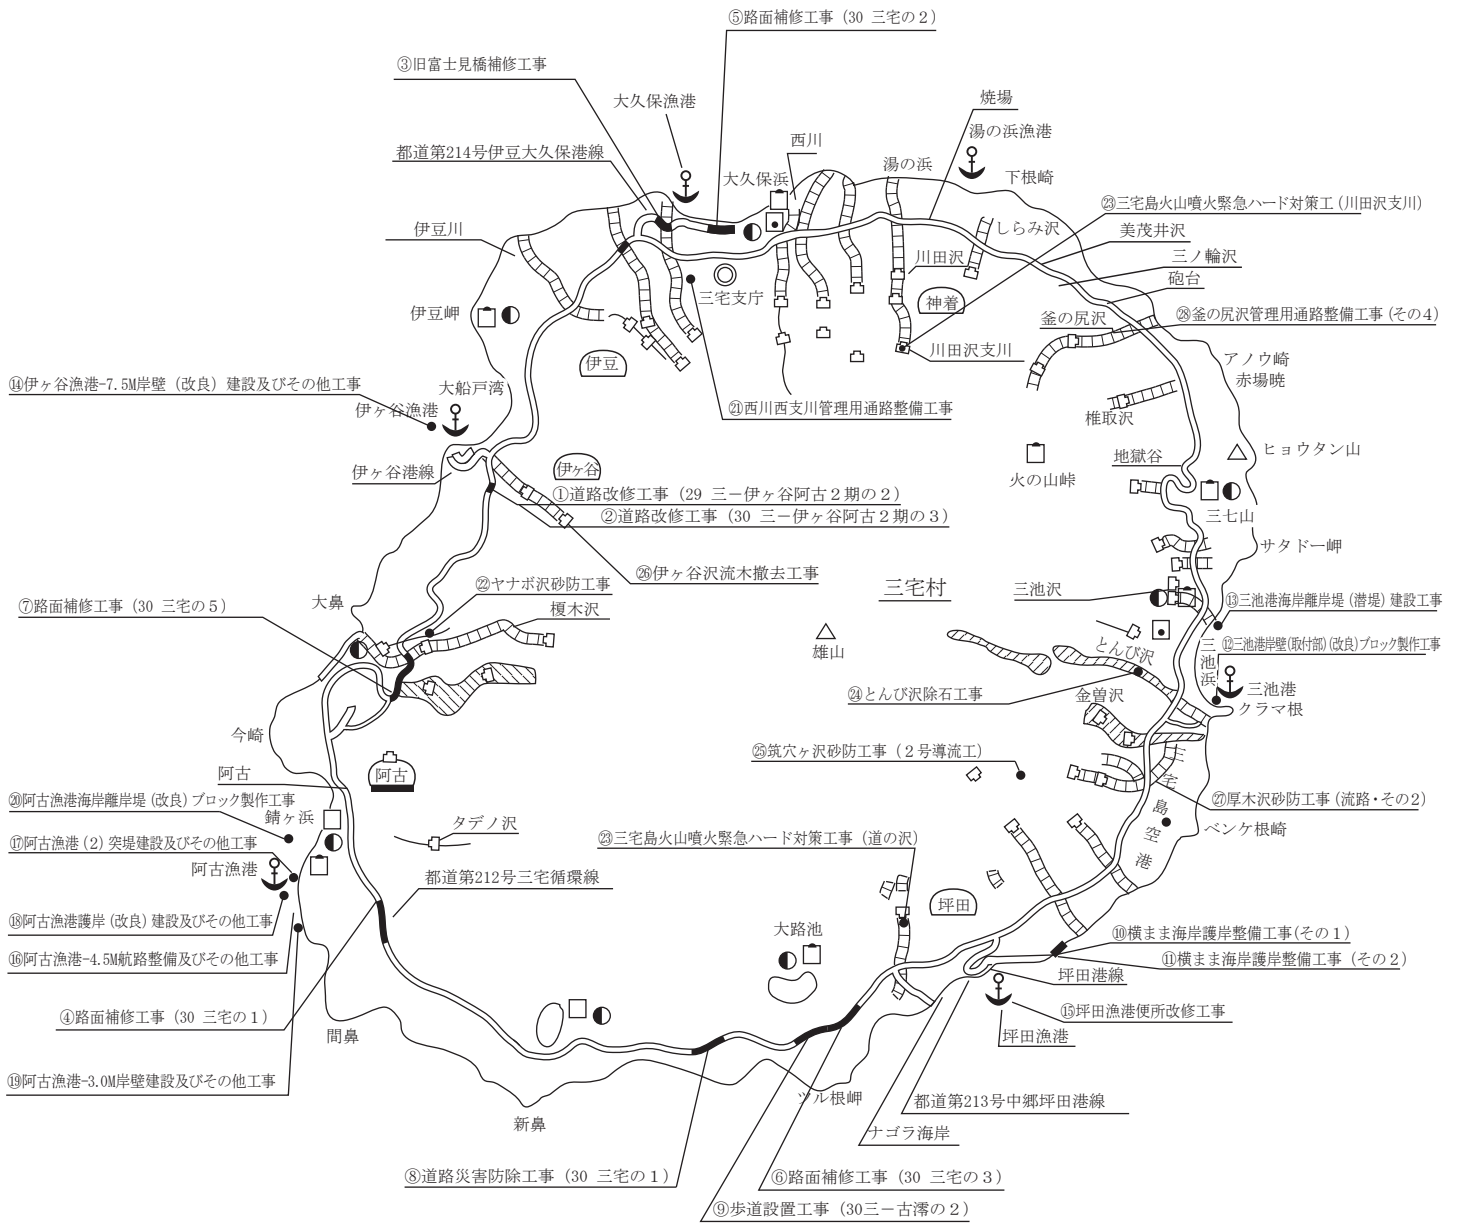 ⑤路面補修工事（30 三宅の２）
③旧富士見橋補修工事
大久保漁港
焼場
湯の浜漁港
西川
都道第214号伊豆大久保港線
湯の浜
大久保浜
下根崎
㉓三宅島火山噴火緊急ハード対策工（川田沢支川）
伊豆川
しらみ沢
美茂井沢
川田沢
三ノ輪沢
三宅支庁
砲台
神着
伊豆岬
釜の尻沢
㉘釜の尻沢管理用通路整備工事（その４）
川田沢支川
伊豆
アノウ崎
赤場暁
⑭伊ヶ谷漁港-7.5M岸壁（改良）建設及びその他工事
大船戸湾
伊ヶ谷漁港
㉑西川西支川管理用通路整備工事
椎取沢
ヒョウタン山
地獄谷
伊ヶ谷港線
伊ヶ谷
火の山峠
①道路改修工事（29 三－伊ヶ谷阿古２期の２）
②道路改修工事（30 三－伊ヶ谷阿古２期の３）
三七山
サタドー岬
㉖伊ヶ谷沢流木撤去工事
㉒ヤナボ沢砂防工事
三宅村
三池沢
大鼻
⑦路面補修工事（30 三宅の５）
榎木沢
⑬三池港海岸離岸堤（潜堤）建設工事
⑫三池港岸壁（取付部）（改良）ブロック製作工事
雄山
とんび沢
三池浜
三池港
㉔とんび沢除石工事
金曽沢
クラマ根
今崎
㉕筑穴ヶ沢砂防工事（２号導流工）
三宅島空港
阿古
阿古
⑳阿古漁港海岸離岸堤（改良）ブロック製作工事
㉗厚木沢砂防工事（流路・その2）
錆ヶ浜
タデノ沢
㉓三宅島火山噴火緊急ハード対策工事（道の沢）
ベンケ根崎
⑰阿古漁港（2）突堤建設及びその他工事
阿古漁港
都道第212号三宅循環線
坪田
⑱阿古漁港護岸（改良）建設及びその他工事
大路池
⑩横まま海岸護岸整備工事（その１）
⑯阿古漁港-4.5M航路整備及びその他工事
⑪横まま海岸護岸整備工事（その２）
坪田港線
④路面補修工事（30 三宅の１）
⑮坪田漁港便所改修工事
間鼻
坪田漁港
⑲阿古漁港-3.0M岸壁建設及びその他工事
ツル根岬
都道第213号中郷坪田港線
新鼻
ナゴラ海岸
⑧道路災害防除工事（30 三宅の１）
⑥路面補修工事（30 三宅の３）
⑨歩道設置工事（30三－古澪の２）